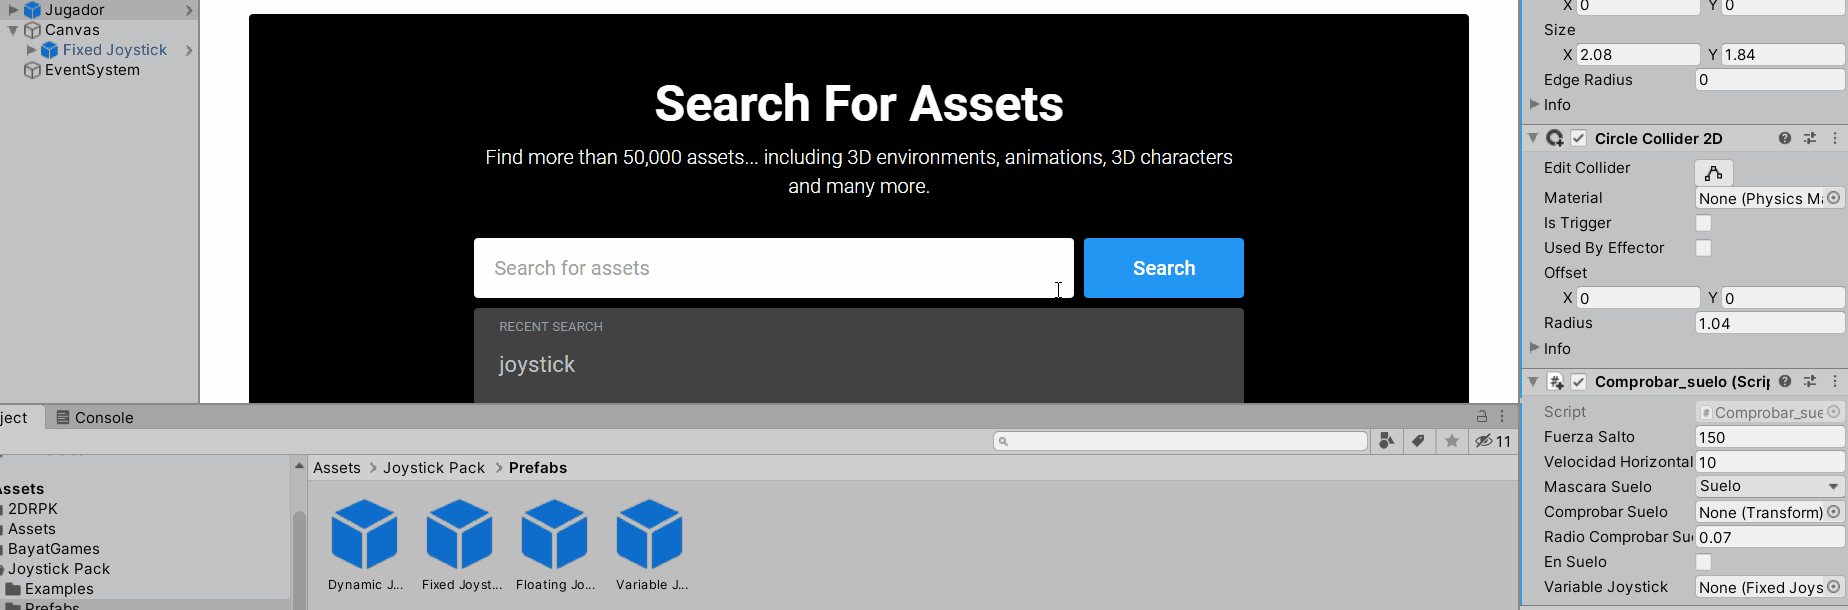 Jugador
Canvas
Fixed Joystick
EventSystem
Search For Assets
Find more than 50,000 assets... including 3D environments, animations, 3D characters
and many more.
Search for assets
Search
RECENT SEARCH
joystick
X 0 Y 0
Size
X 2.08 Y 1.84
Edge Radius 0
Info
Circle Collider 2D
Edit Collider
Material None (Physics Ma
Is Trigger
Used By Effector
Offset
X 0 Y 0
Radius 1.04
Info
Comprobar_suelo (Scrip
Script # Comprobar_sue
Fuerza Salto 150
Velocidad Horizontal 10
Mascara Suelo Suelo
Comprobar Suelo None (Transform)
Radio Comprobar Su 0.07
En Suelo
Variable Joystick None (Fixed Joys
ject Console
11
Assets > Joystick Pack > Prefabs
Assets
2DRPK
Assets
BayatGames
Joystick Pack
Examples
Prefabs
Dynamic J... Fixed Joyst... Floating Jo... Variable J...